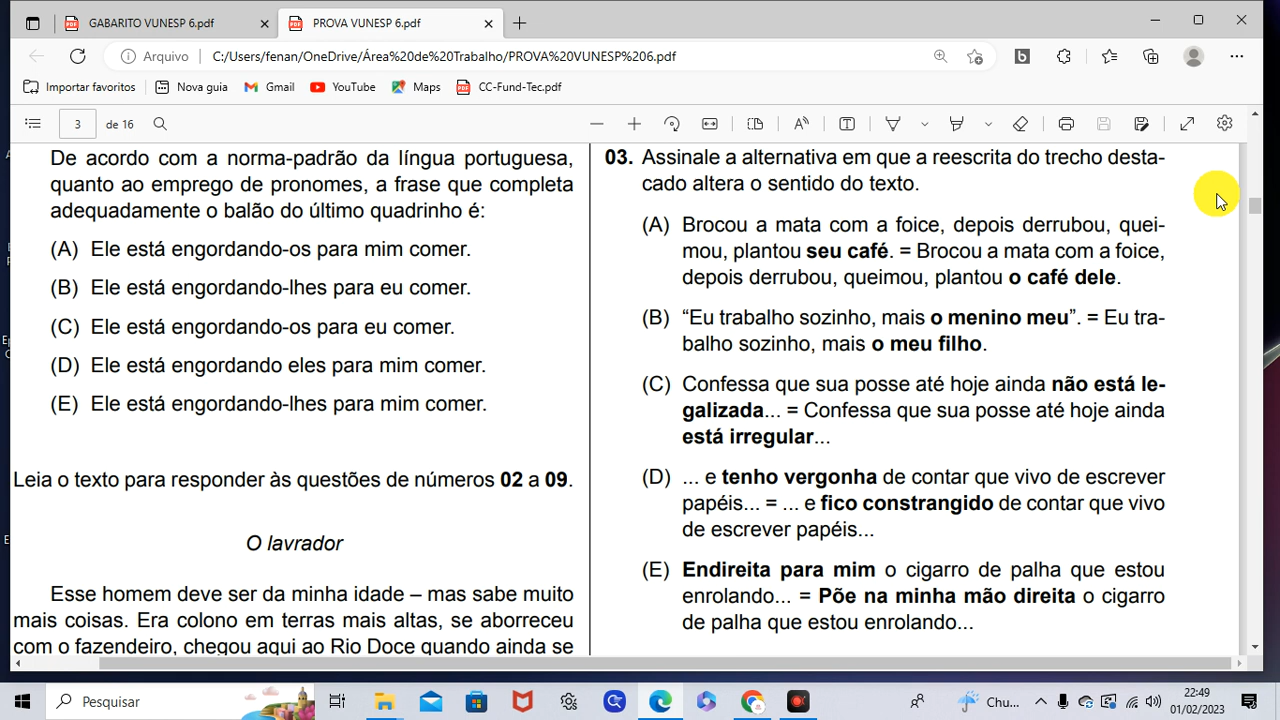 GABARITO VUNESP 6.pdf
PROVA VUNESP 6.pdf
Arquivo
C:/Users/fenan/OneDrive/Área%20de%20Trabalho/PROVA%20VUNESP%206.pdf
Importar favoritos
Nova guia
Gmail
YouTube
Maps
CC-Fund-Tec.pdf
3
de 16
De acordo com a norma-padrão da língua portuguesa,
quanto ao emprego de pronomes, a frase que completa
adequadamente o balão do último quadrinho é:
(A) Ele está engordando-os para mim comer.
(B) Ele está engordando-lhes para eu comer.
(C) Ele está engordando-os para eu comer.
(D) Ele está engordando eles para mim comer.
(E) Ele está engordando-lhes para mim comer.
Leia o texto para responder às questões de números 02 a 09.
O lavrador
Esse homem deve ser da minha idade – mas sabe muito
mais coisas. Era colono em terras mais altas, se aborreceu
com o fazendeiro, chegou aqui ao Rio Doce quando ainda se
03. Assinale a alternativa em que a reescrita do trecho desta-
cado altera o sentido do texto.
(A) Brocou a mata com a foice, depois derrubou, quei-
mou, plantou seu café. = Brocou a mata com a foice,
depois derrubou, queimou, plantou o café dele.
(B) “Eu trabalho sozinho, mais o menino meu”. = Eu tra-
balho sozinho, mais o meu filho.
(C) Confessa que sua posse até hoje ainda não está le-
galizada... = Confessa que sua posse até hoje ainda
está irregular...
(D) ... e tenho vergonha de contar que vivo de escrever
papéis... = ... e fico constrangido de contar que vivo
de escrever papéis...
(E) Endireita para mim o cigarro de palha que estou
enrolando... = Põe na minha mão direita o cigarro
de palha que estou enrolando...
Pesquisar
Chu...
22:49
01/02/2023